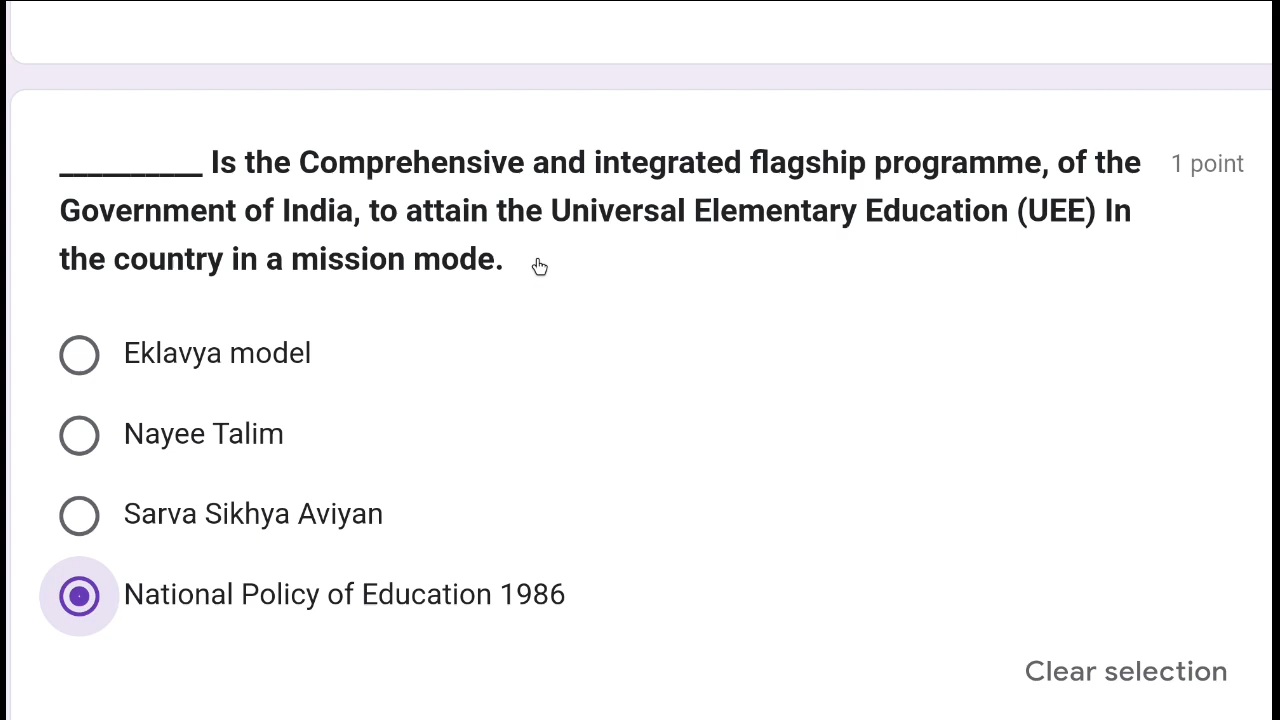 __________ Is the Comprehensive and integrated flagship programme, of the 1 point
Government of India, to attain the Universal Elementary Education (UEE) In
the country in a mission mode.
Eklavya model
Nayee Talim
Sarva Sikhya Aviyan
National Policy of Education 1986
Clear selection